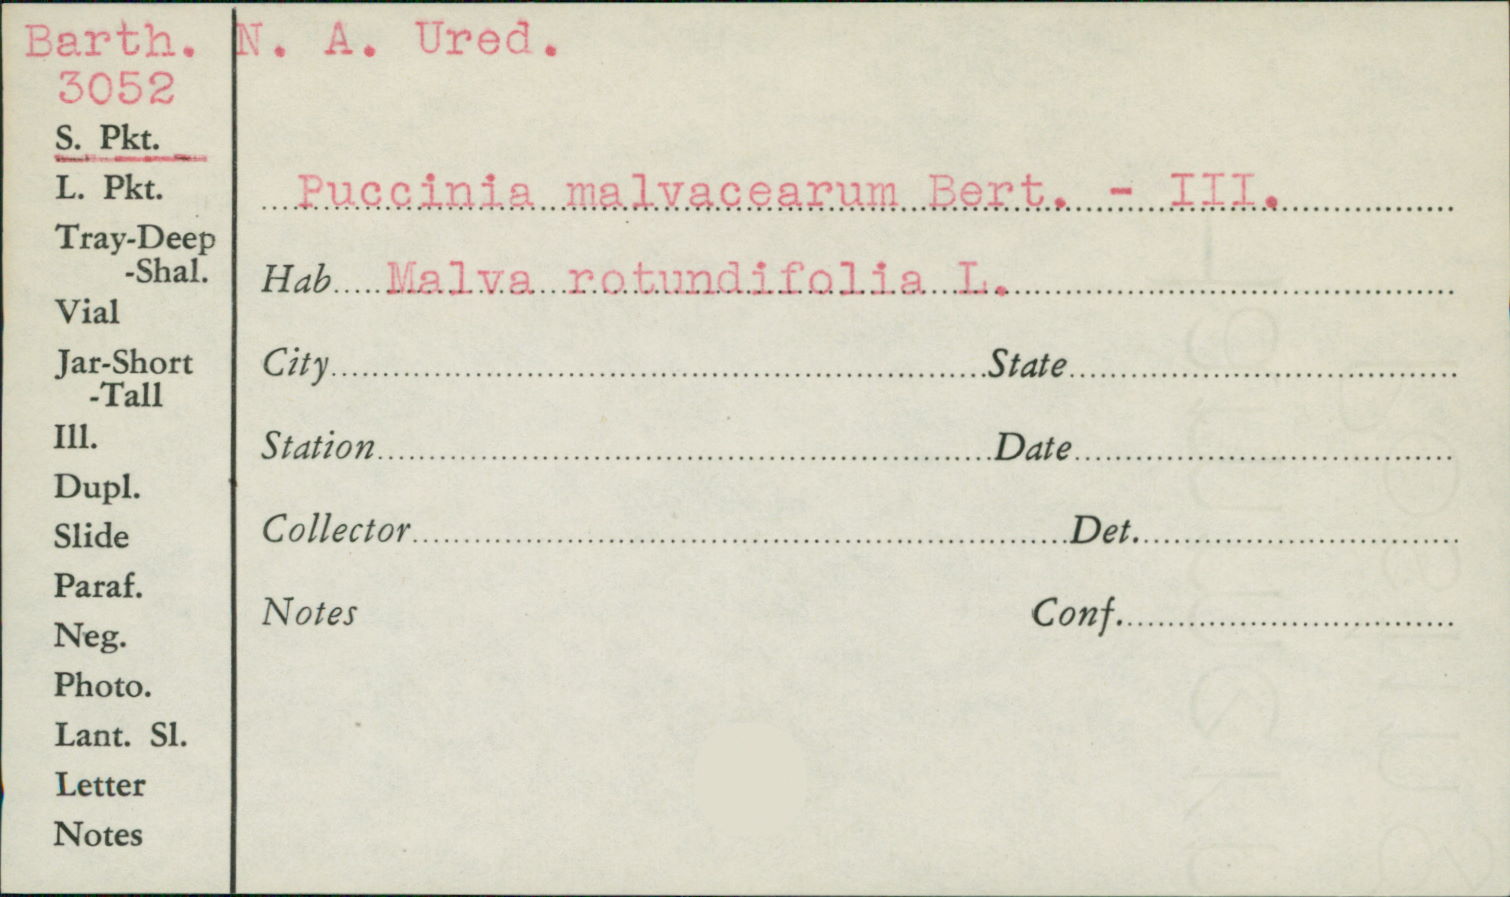 Barth. N. A. Ured.
3052
S. Pkt.
L. Pkt.
Tray-Deep
-Shal.
Vial
Jar-Short
-Tall
Ill.
Dupl.
Slide
Paraf.
Neg.
Photo.
Lant. Sl.
Letter
Notes
Puccinia malvacearum Bert. - III.
Hab Malva rotundifolia L.
City State
Station Date
Collector Det.
Notes Conf.